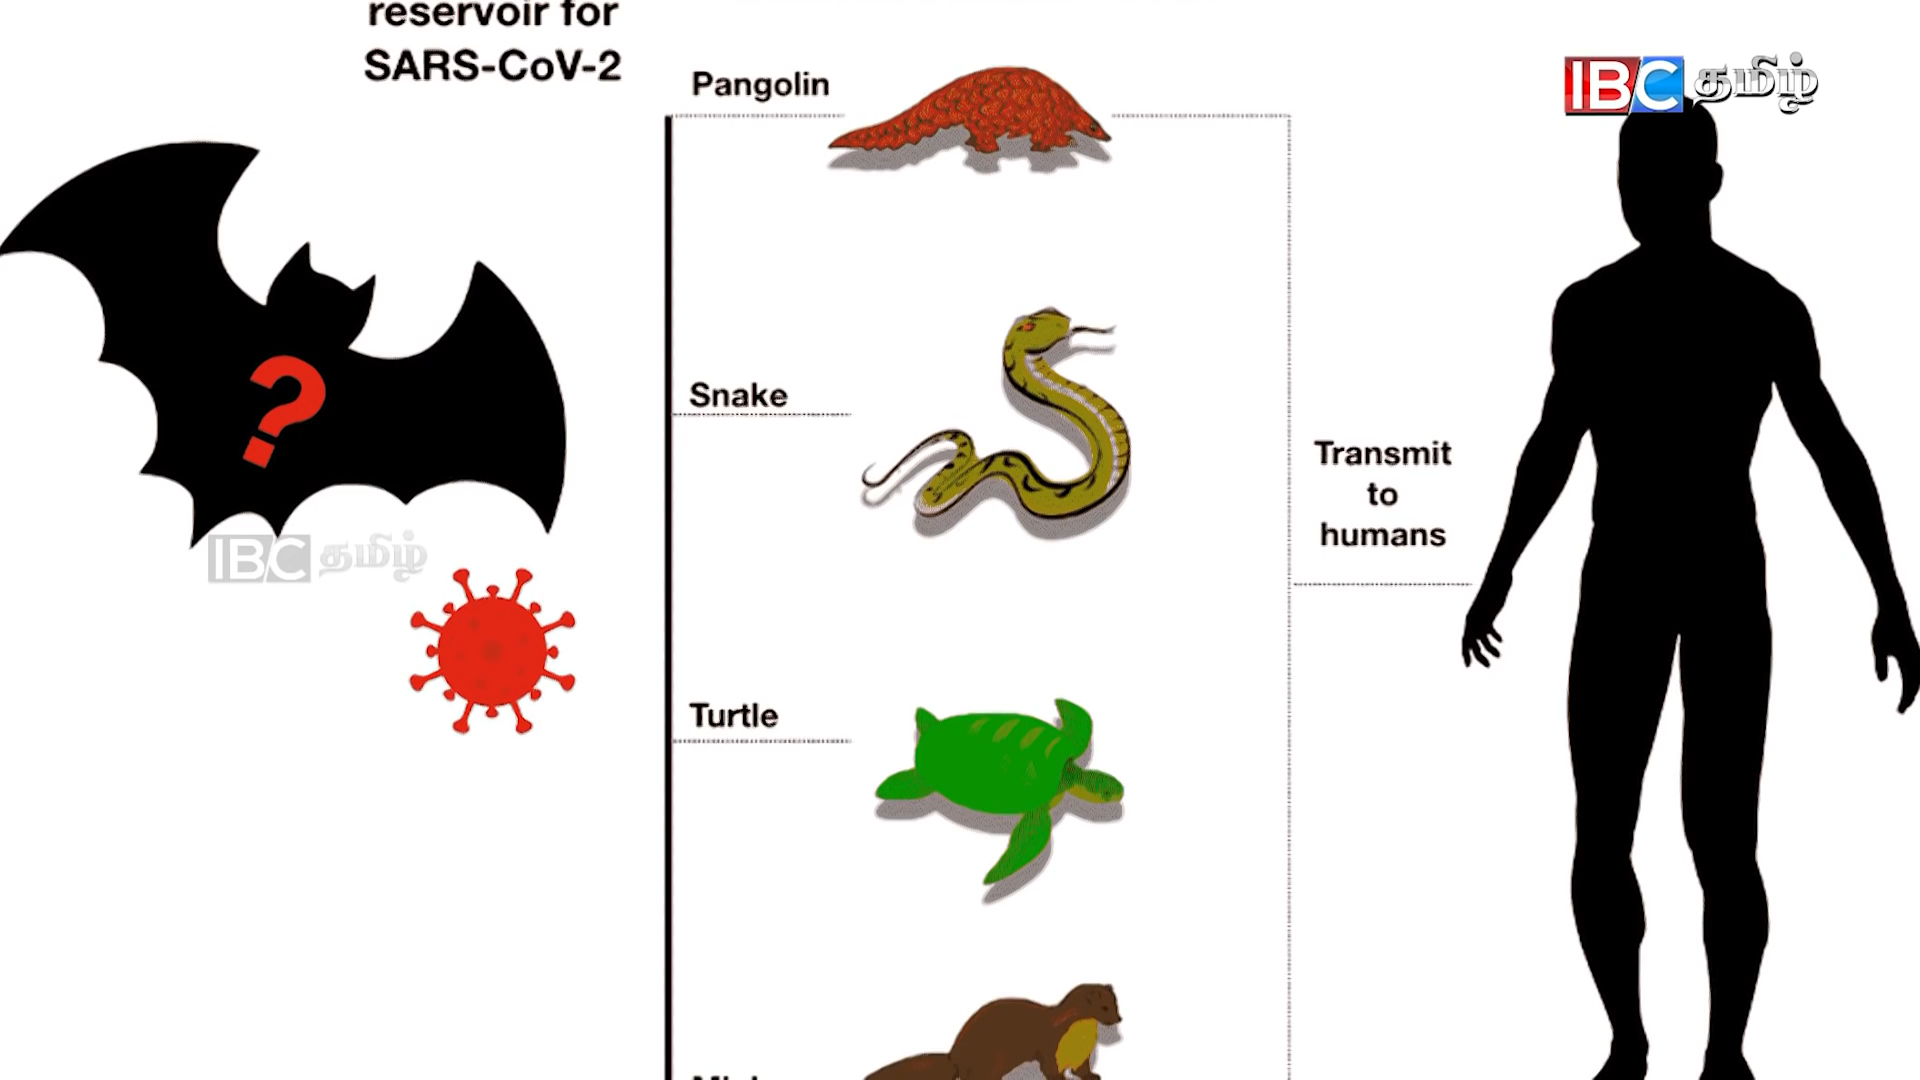 reservoir for
SARS-CoV-2
Pangolin
IBC தமிழ்
Snake
Transmit
to
humans
IBC தமிழ்
Turtle